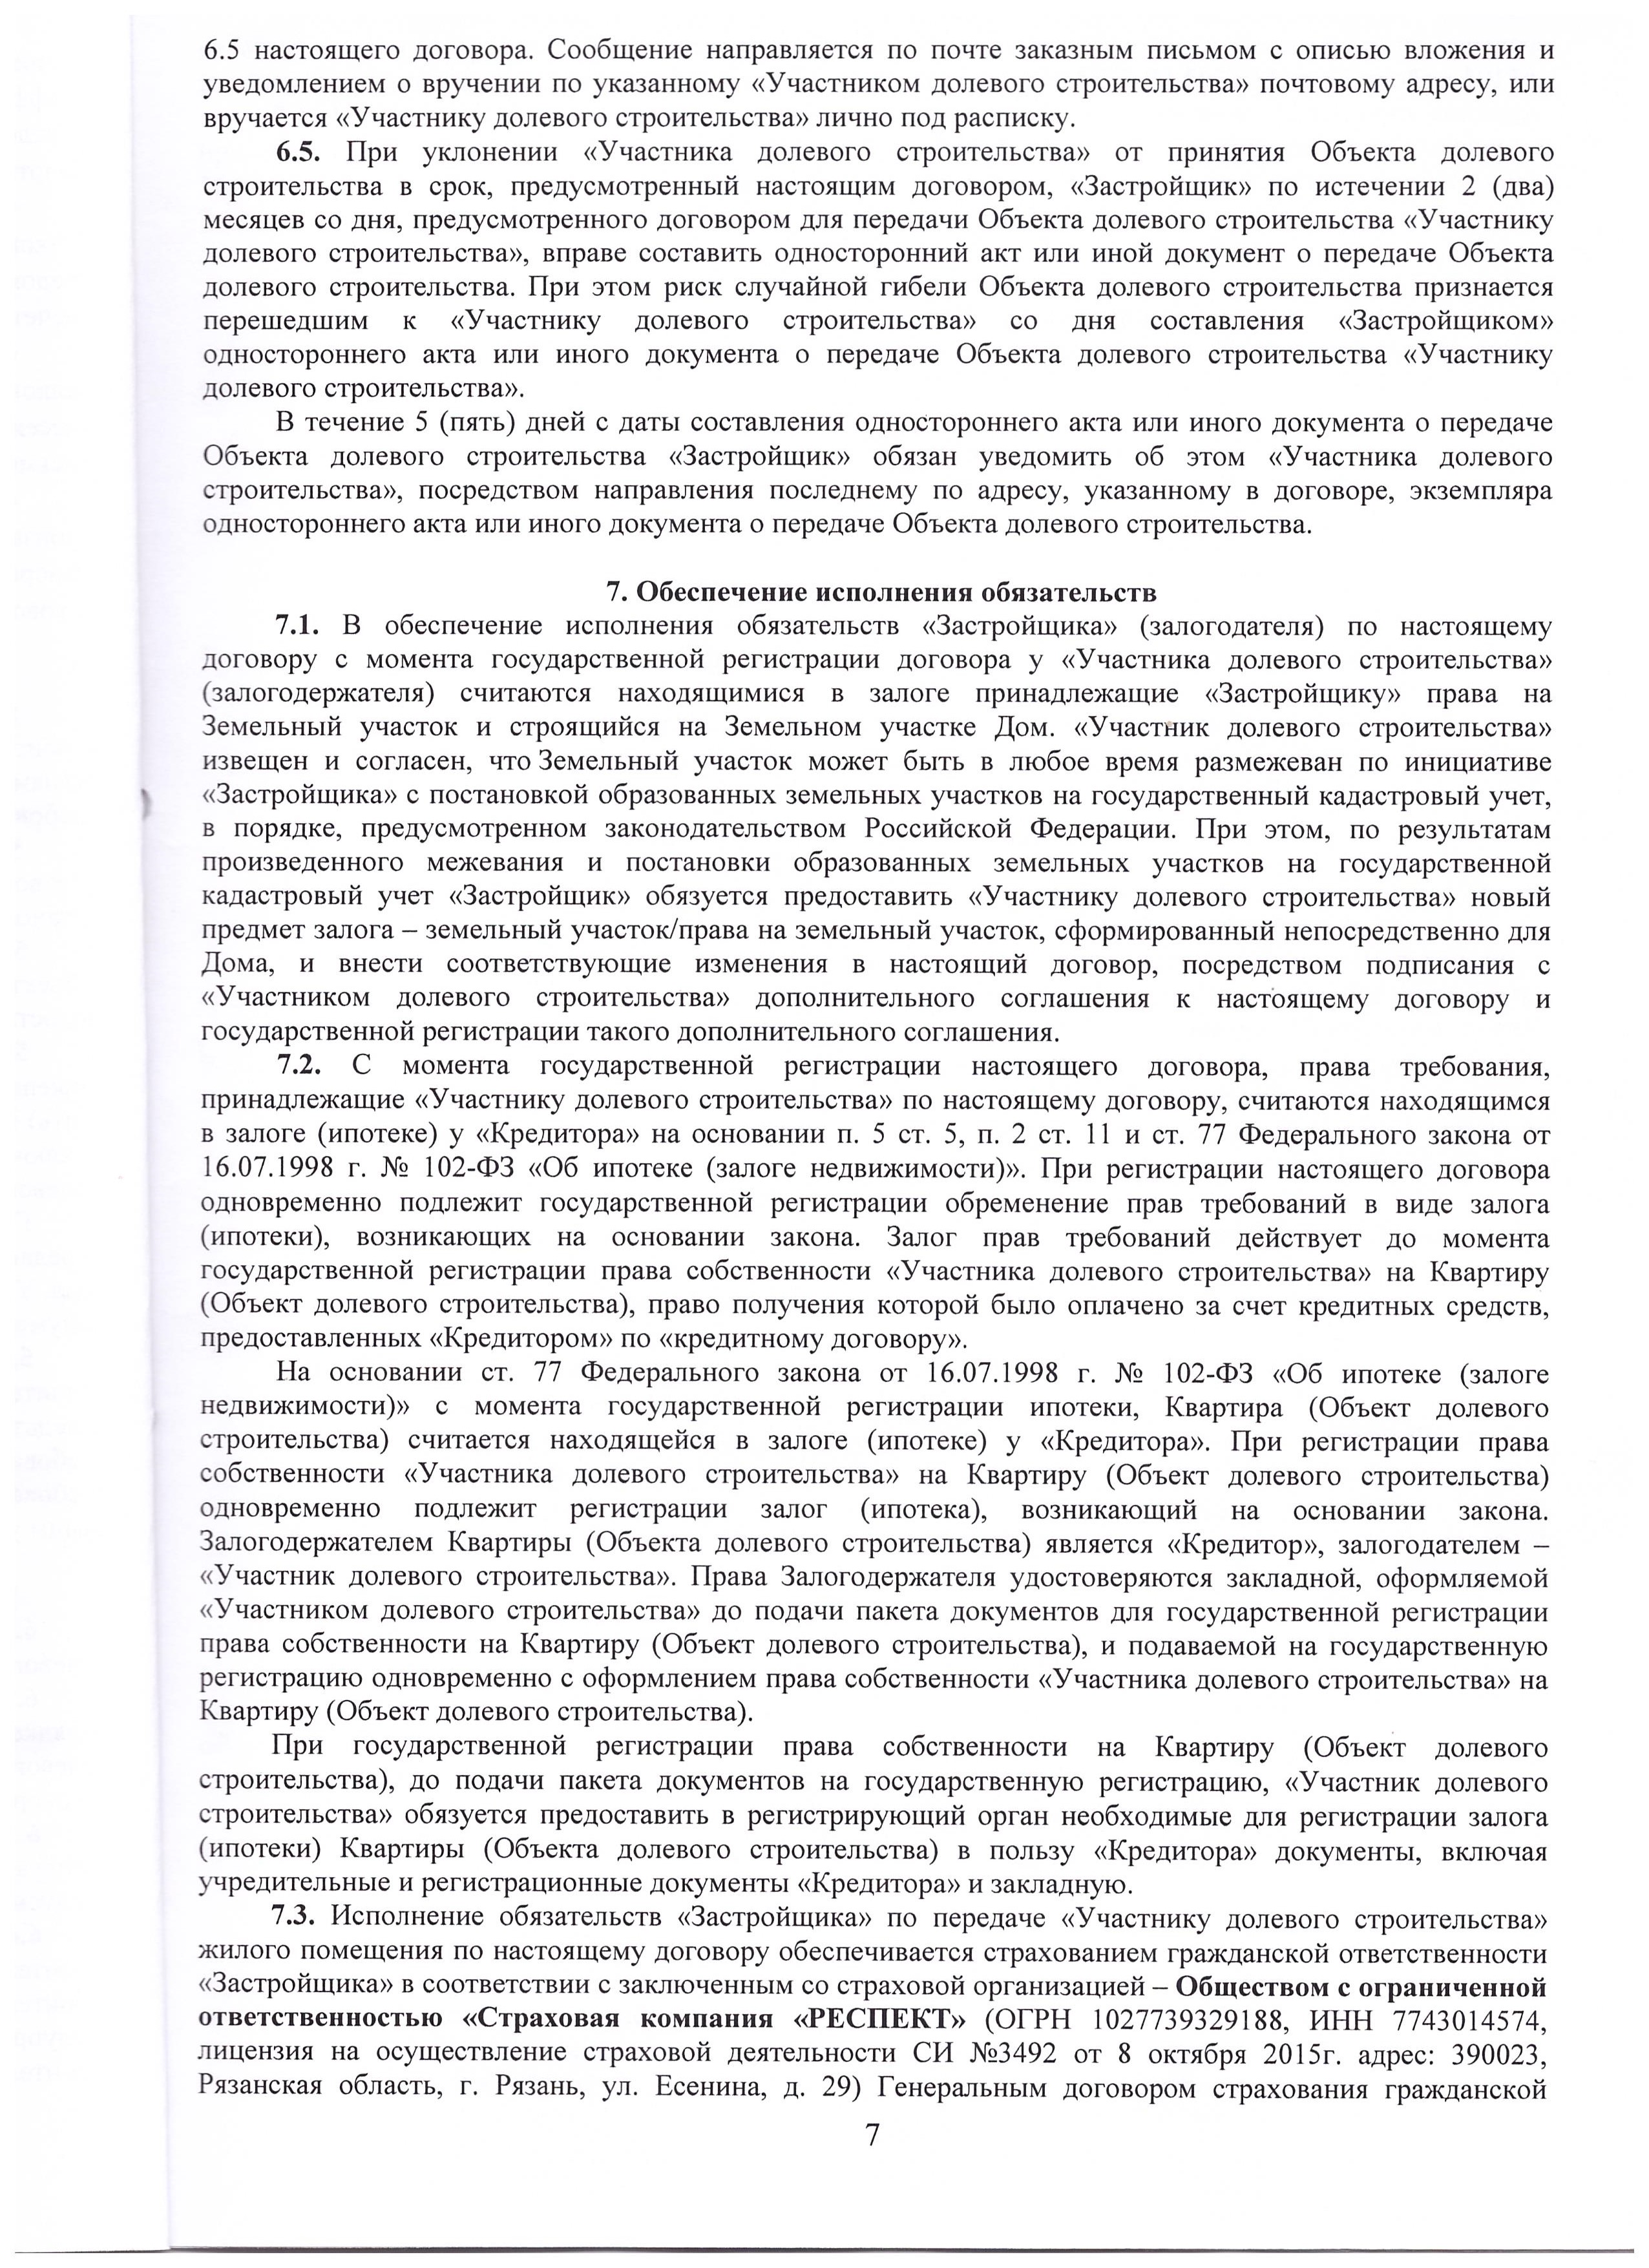 6.5 настоящего договора. Сообщение направляется по почте заказным письмом с описью вложения и
уведомлением о вручении по указанному «Участником долевого строительства» почтовому адресу, или
вручается «Участнику долевого строительства» лично под расписку.
6.5. При уклонении «Участника долевого строительства» от принятия Объекта долевого
строительства в срок, предусмотренный настоящим договором, «Застройщик» по истечении 2 (два)
месяцев со дня, предусмотренного договором для передачи Объекта долевого строительства «Участнику
долевого строительства», вправе составить односторонний акт или иной документ о передаче Объекта
долевого строительства. При этом риск случайной гибели Объекта долевого строительства признается
перешедшим к «Участнику долевого строительства» со дня составления «Застройщиком»
одностороннего акта или иного документа о передаче Объекта долевого строительства «Участнику
долевого строительства».
В течение 5 (пять) дней с даты составления одностороннего акта или иного документа о передаче
Объекта долевого строительства «Застройщик» обязан уведомить об этом «Участника долевого
строительства», посредством направления последнему по адресу, указанному в договоре, экземпляра
одностороннего акта или иного документа о передаче Объекта долевого строительства.
7. Обеспечение исполнения обязательств
7.1. В обеспечение исполнения обязательств «Застройщика» (залогодателя) по настоящему
договору с момента государственной регистрации договора у «Участника долевого строительства»
(залогодержателя) считаются находящимися в залоге принадлежащие «Застройщику» права на
Земельный участок и строящийся на Земельном участке Дом. «Участник долевого строительства»
извещен и согласен, что Земельный участок может быть в любое время размежеван по инициативе
«Застройщика» с постановкой образованных земельных участков на государственный кадастровый учет,
в порядке, предусмотренном законодательством Российской Федерации. При этом, по результатам
произведенного межевания и постановки образованных земельных участков на государственной
кадастровый учет «Застройщик» обязуется предоставить «Участнику долевого строительства» новый
предмет залога – земельный участок/права на земельный участок, сформированный непосредственно для
Дома, и внести соответствующие изменения в настоящий договор, посредством подписания с
«Участником долевого строительства» дополнительного соглашения к настоящему договору и
государственной регистрации такого дополнительного соглашения.
7.2. С момента государственной регистрации настоящего договора, права требования,
принадлежащие «Участнику долевого строительства» по настоящему договору, считаются находящимся
в залоге (ипотеке) у «Кредитора» на основании п. 5 ст. 5, п. 2 ст. 11 и ст. 77 Федерального закона от
16.07.1998 г. № 102-ФЗ «Об ипотеке (залоге недвижимости)». При регистрации настоящего договора
одновременно подлежит государственной регистрации обременение прав требований в виде залога
(ипотеки), возникающих на основании закона. Залог прав требований действует до момента
государственной регистрации права собственности «Участника долевого строительства» на Квартиру
(Объект долевого строительства), право получения которой было оплачено за счет кредитных средств,
предоставленных «Кредитором» по «кредитному договору».
На основании ст. 77 Федерального закона от 16.07.1998 г. № 102-ФЗ «Об ипотеке (залоге
недвижимости)» с момента государственной регистрации ипотеки, Квартира (Объект долевого
строительства) считается находящейся в залоге (ипотеке) у «Кредитора». При регистрации права
собственности «Участника долевого строительства» на Квартиру (Объект долевого строительства)
одновременно подлежит регистрации залог (ипотека), возникающий на основании закона.
Залогодержателем Квартиры (Объекта долевого строительства) является «Кредитор», залогодателем –
«Участник долевого строительства». Права Залогодержателя удостоверяются закладной, оформляемой
«Участником долевого строительства» до подачи пакета документов для государственной регистрации
права собственности на Квартиру (Объект долевого строительства), и подаваемой на государственную
регистрацию одновременно с оформлением права собственности «Участника долевого строительства» на
Квартиру (Объект долевого строительства).
При государственной регистрации права собственности на Квартиру (Объект долевого
строительства), до подачи пакета документов на государственную регистрацию, «Участник долевого
строительства» обязуется предоставить в регистрирующий орган необходимые для регистрации залога
(ипотеки) Квартиры (Объекта долевого строительства) в пользу «Кредитора» документы, включая
учредительные и регистрационные документы «Кредитора» и закладную.
7.3. Исполнение обязательств «Застройщика» по передаче «Участнику долевого строительства»
жилого помещения по настоящему договору обеспечивается страхованием гражданской ответственности
«Застройщика» в соответствии с заключенным со страховой организацией – Обществом с ограниченной
ответственностью «Страховая компания «РЕСПЕКТ» (ОГРН 1027739329188, ИНН 7743014574,
лицензия на осуществление страховой деятельности СИ №3492 от 8 октября 2015г. адрес: 390023,
Рязанская область, г. Рязань, ул. Есенина, д. 29) Генеральным договором страхования гражданской
7